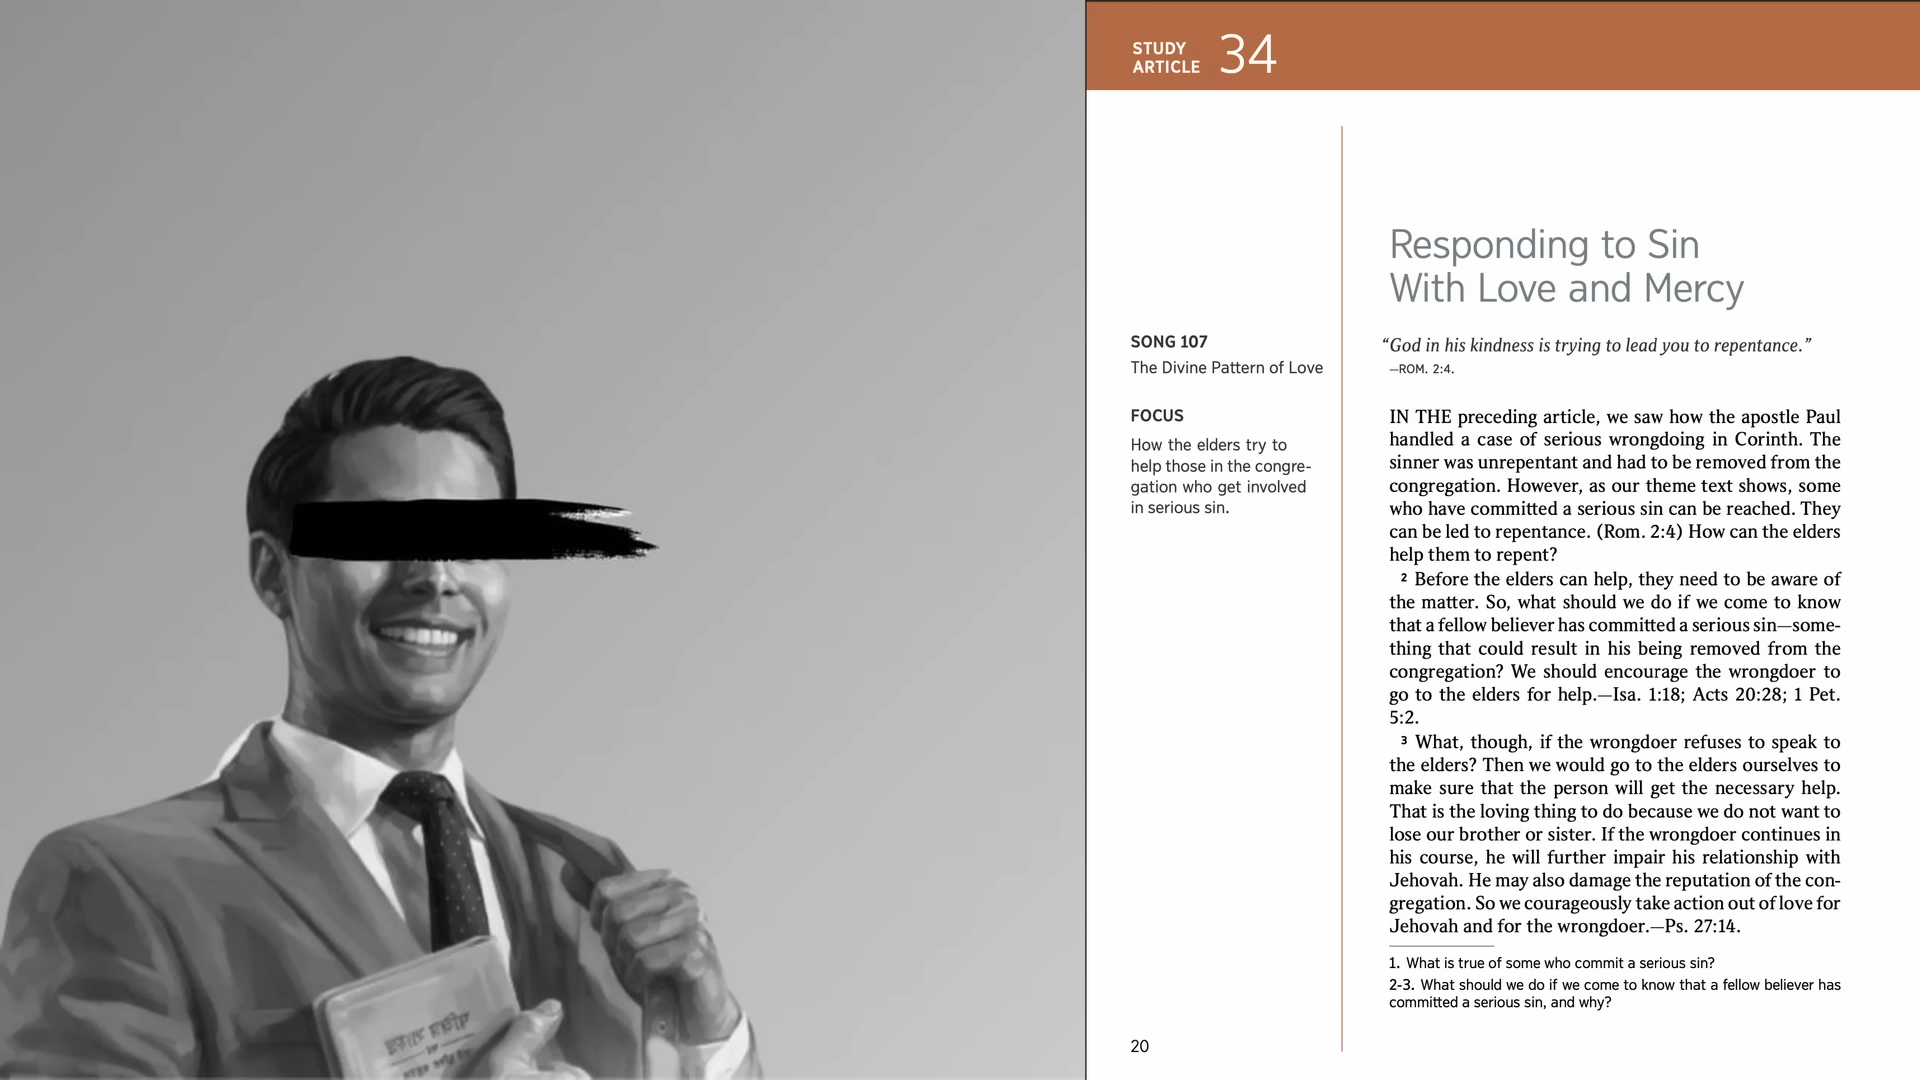 STUDY
ARTICLE 34
Responding to Sin
With Love and Mercy
SONG 107
The Divine Pattern of Love
FOCUS
How the elders try to
help those in the congre-
gation who get involved
in serious sin.
“God in his kindness is trying to lead you to repentance.”
—ROM. 2:4.
IN THE preceding article, we saw how the apostle Paul
handled a case of serious wrongdoing in Corinth. The
sinner was unrepentant and had to be removed from the
congregation. However, as our theme text shows, some
who have committed a serious sin can be reached. They
can be led to repentance. (Rom. 2:4) How can the elders
help them to repent?
2 Before the elders can help, they need to be aware of
the matter. So, what should we do if we come to know
that a fellow believer has committed a serious sin—some-
thing that could result in his being removed from the
congregation? We should encourage the wrongdoer to
go to the elders for help.—Isa. 1:18; Acts 20:28; 1 Pet.
5:2.
3 What, though, if the wrongdoer refuses to speak to
the elders? Then we would go to the elders ourselves to
make sure that the person will get the necessary help.
That is the loving thing to do because we do not want to
lose our brother or sister. If the wrongdoer continues in
his course, he will further impair his relationship with
Jehovah. He may also damage the reputation of the con-
gregation. So we courageously take action out of love for
Jehovah and for the wrongdoer.—Ps. 27:14.
1. What is true of some who commit a serious sin?
2-3. What should we do if we come to know that a fellow believer has
committed a serious sin, and why?
20